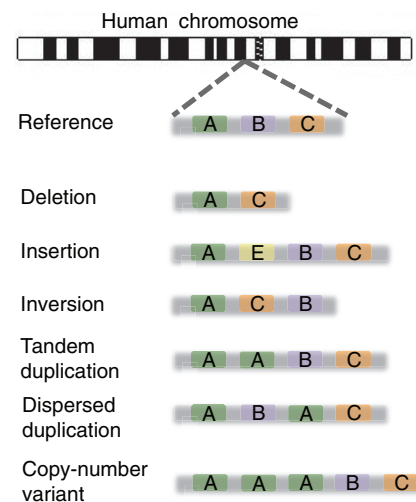 Human chromosome
Reference A B C
Deletion A C
Insertion A E B C
Inversion A C B
Tandem
duplication A A B C
Dispersed
duplication A B A C
Copy-number
variant A A A B C